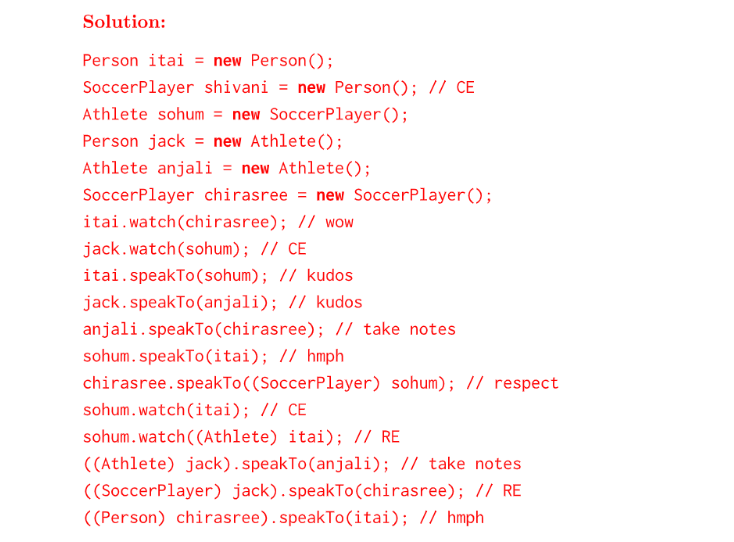 Solution:
Person itai = new Person();
SoccerPlayer shivani = new Person(); // CE
Athlete sohum = new SoccerPlayer();
Person jack = new Athlete();
Athlete anjali = new Athlete();
SoccerPlayer chirasree = new SoccerPlayer();
itai.watch(chirasree); // wow
jack.watch(sohum); // CE
itai.speakTo(sohum); // kudos
jack.speakTo(anjali); // kudos
anjali.speakTo(chirasree); // take notes
sohum.speakTo(itai); // hmph
chirasree.speakTo((SoccerPlayer) sohum); // respect
sohum.watch(itai); // CE
sohum.watch((Athlete) itai); // RE
((Athlete) jack).speakTo(anjali); // take notes
((SoccerPlayer) jack).speakTo(chirasree); // RE
((Person) chirasree).speakTo(itai); // hmph